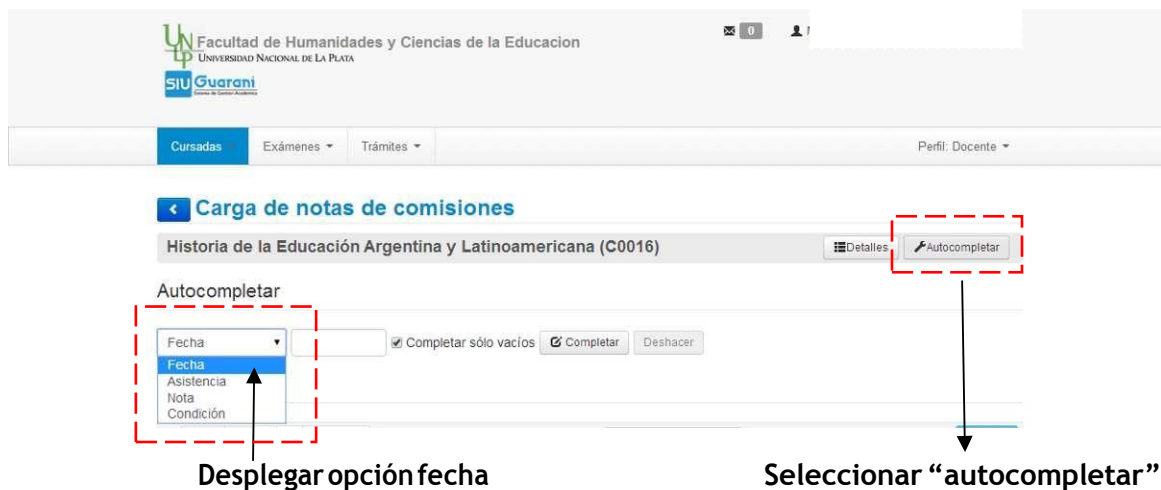 Facultad de Humanidades y Ciencias de la Educacion
UNLP UNIVERSIDAD NACIONAL DE LA PLATA
0
SIU Guaraní
Cursadas Exámenes Trámites Perfil: Docente
Carga de notas de comisiones
Historia de la Educación Argentina y Latinoamericana (C0016) Detalles Autocompletar
Autocompletar
Fecha Completar sólo vacíos Completar Deshacer
Fecha
Asistencia
Nota
Condición
Desplegar opción fecha Seleccionar “autocompletar”